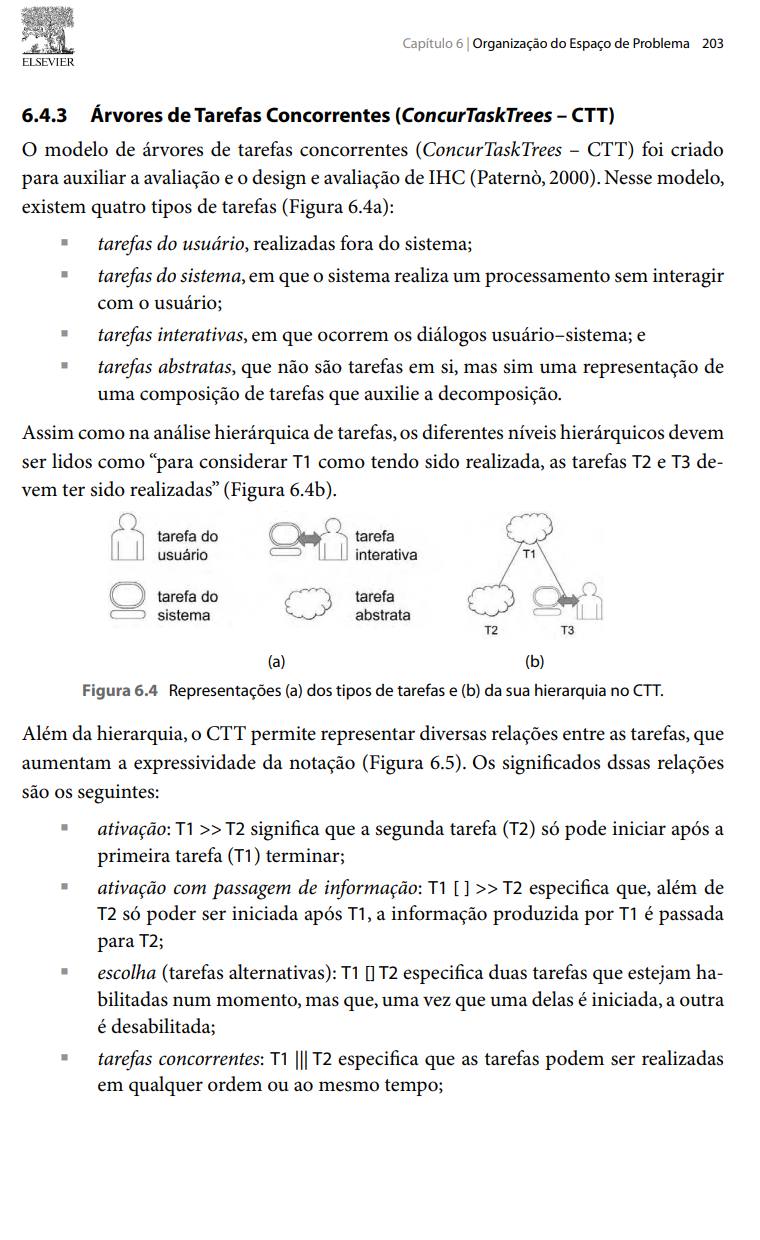 ELSEVIER
Capítulo 6 | Organização do Espaço de Problema 203
6.4.3 Árvores de Tarefas Concorrentes (ConcurTaskTrees – CTT)
O modelo de árvores de tarefas concorrentes (ConcurTaskTrees – CTT) foi criado
para auxiliar a avaliação e o design e avaliação de IHC (Paternò, 2000). Nesse modelo,
existem quatro tipos de tarefas (Figura 6.4a):
▪ tarefas do usuário, realizadas fora do sistema;
▪ tarefas do sistema, em que o sistema realiza um processamento sem interagir
com o usuário;
▪ tarefas interativas, em que ocorrem os diálogos usuário–sistema; e
▪ tarefas abstratas, que não são tarefas em si, mas sim uma representação de
uma composição de tarefas que auxilie a decomposição.
Assim como na análise hierárquica de tarefas, os diferentes níveis hierárquicos devem
ser lidos como “para considerar T1 como tendo sido realizada, as tarefas T2 e T3 de-
vem ter sido realizadas” (Figura 6.4b).
tarefa do
usuário
tarefa
interativa
tarefa do
sistema
tarefa
abstrata
T1
T2
T3
(a)
(b)
Figura 6.4 Representações (a) dos tipos de tarefas e (b) da sua hierarquia no CTT.
Além da hierarquia, o CTT permite representar diversas relações entre as tarefas, que
aumentam a expressividade da notação (Figura 6.5). Os significados dssas relações
são os seguintes:
▪ ativação: T1 >> T2 significa que a segunda tarefa (T2) só pode iniciar após a
primeira tarefa (T1) terminar;
▪ ativação com passagem de informação: T1 [ ] >> T2 especifica que, além de
T2 só poder ser iniciada após T1, a informação produzida por T1 é passada
para T2;
▪ escolha (tarefas alternativas): T1 [] T2 especifica duas tarefas que estejam ha-
bilitadas num momento, mas que, uma vez que uma delas é iniciada, a outra
é desabilitada;
▪ tarefas concorrentes: T1 ||| T2 especifica que as tarefas podem ser realizadas
em qualquer ordem ou ao mesmo tempo;